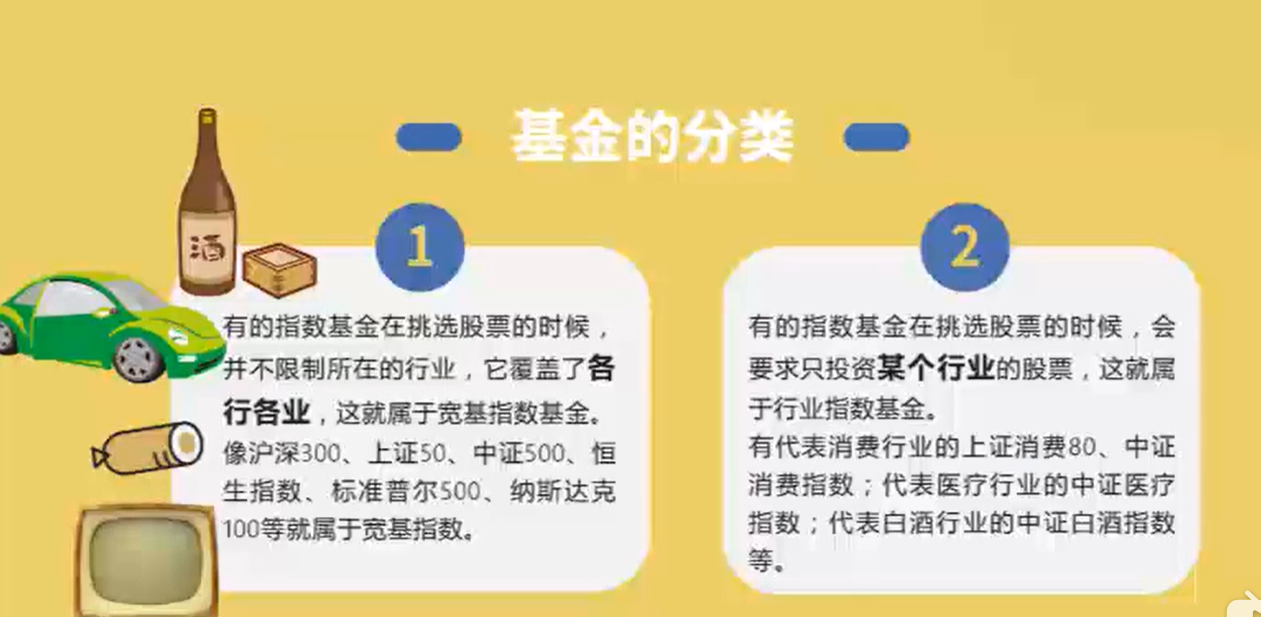 基金的分类
酒
1
有的指数基金在挑选股票的时候，
并不限制所在的行业，它覆盖了各
行各业，这就属于宽基指数基金。
像沪深300、上证50、中证500、恒
生指数、标准普尔500、纳斯达克
100等就属于宽基指数。
2
有的指数基金在挑选股票的时候，会
要求只投资某个行业的股票，这就属
于行业指数基金。
有代表消费行业的上证消费80、中证
消费指数；代表医疗行业的中证医疗
指数；代表白酒行业的中证白酒指数
等。